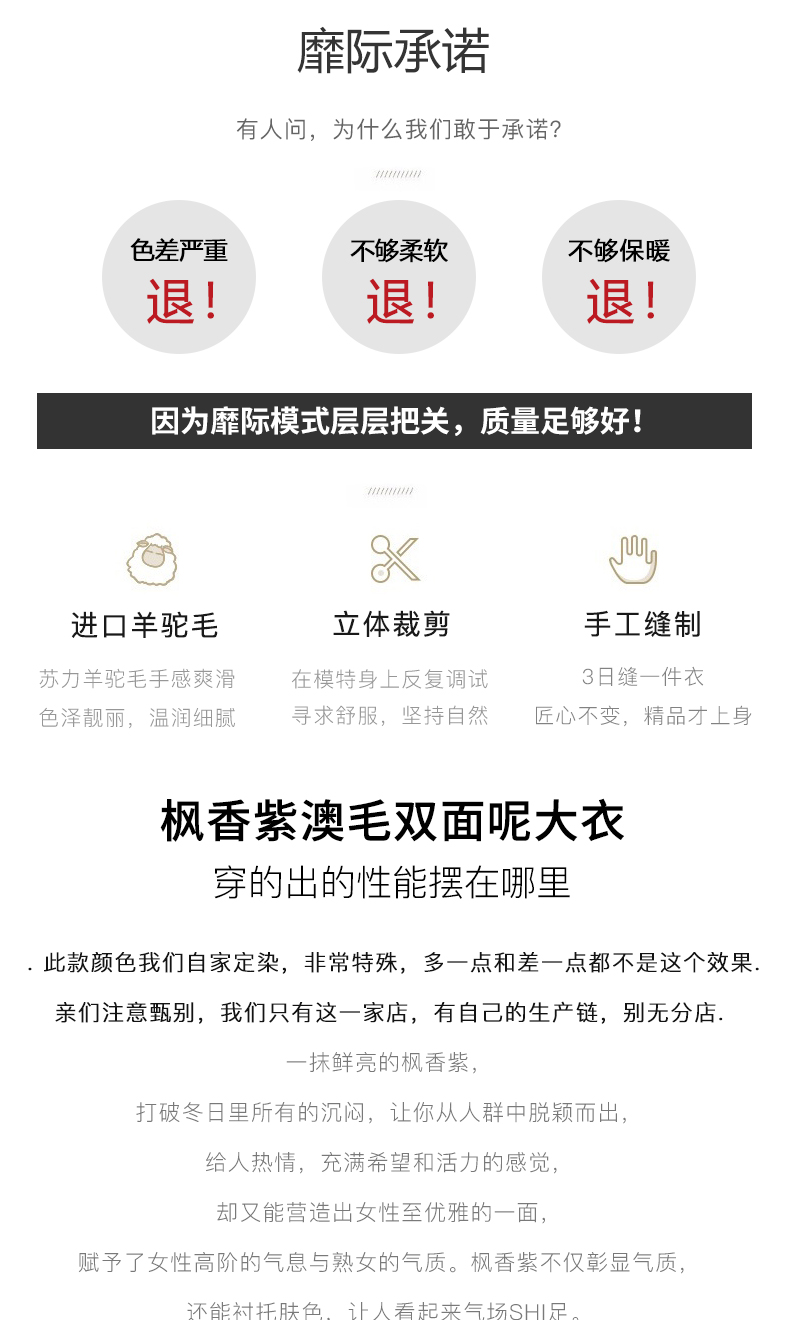 靡际承诺
有人问，为什么我们敢于承诺？
色差严重 不够柔软 不够保暖
退！ 退！ 退！
因为靡际模式层层把关，质量足够好！
进口羊驼毛 立体裁剪 手工缝制
苏力羊驼毛手感爽滑 在模特身上反复调试 3日缝一件衣
色泽靓丽，温润细腻 寻求舒服，坚持自然 匠心不变，精品才上身
枫香紫澳毛双面呢大衣
穿的出的性能摆在哪里
. 此款颜色我们自家定染，非常特殊，多一点和差一点都不是这个效果.
亲们注意甄别，我们只有这一家店，有自己的生产链，别无分店.
一抹鲜亮的枫香紫，
打破冬日里所有的沉闷，让你从人群中脱颖而出，
给人热情，充满希望和活力的感觉，
却又能营造出女性至优雅的一面，
赋予了女性高阶的气息与熟女的气质。枫香紫不仅彰显气质，
还能衬托肤色，让人看起来气场SHI足。